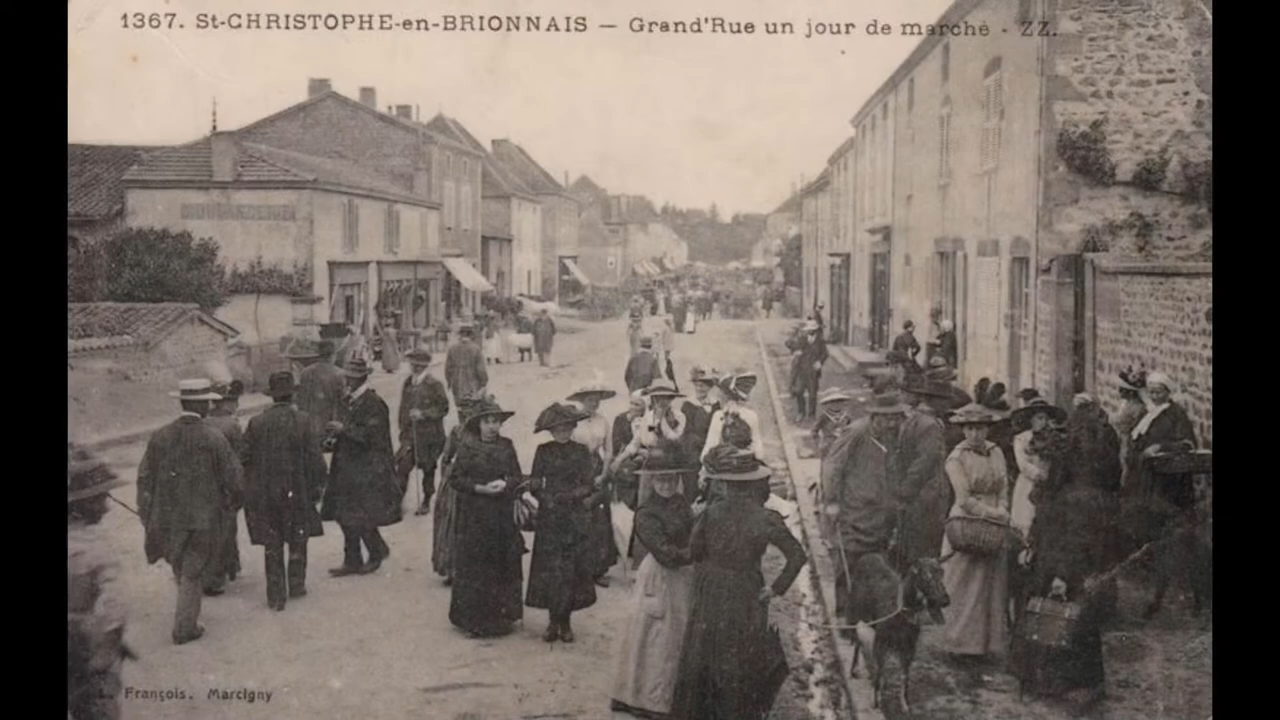 1367. St-CHRISTOPHE-en-BRIONNAIS — Grand'Rue un jour de marché - ZZ.
François. Marcigny